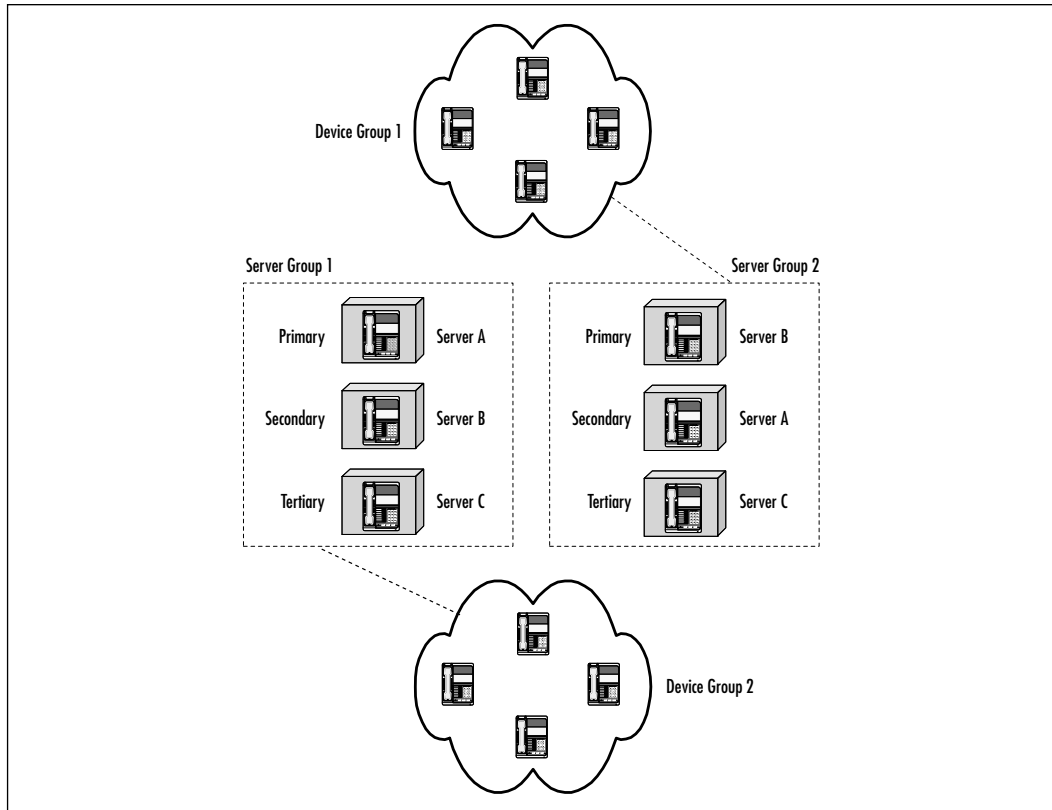 Device Group 1
Server Group 1
Server Group 2
Primary
Server A
Secondary
Server B
Tertiary
Server C
Primary
Server B
Secondary
Server A
Tertiary
Server C
Device Group 2